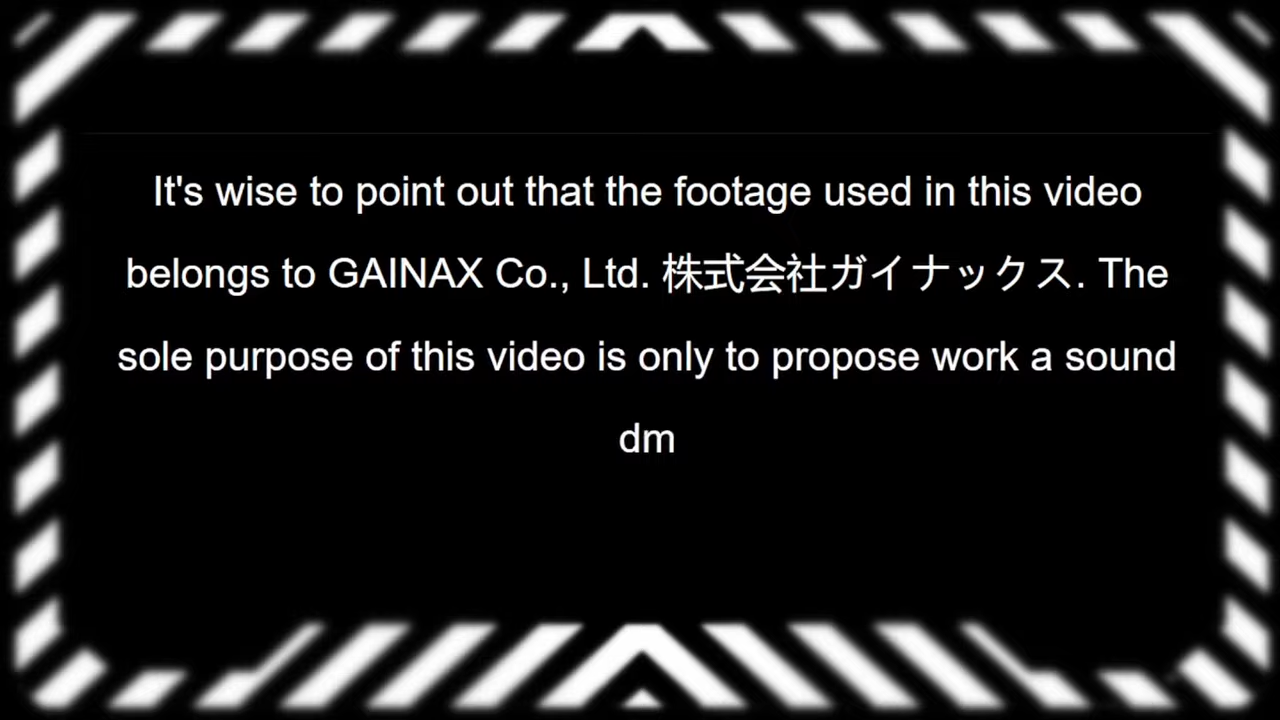 It's wise to point out that the footage used in this video
belongs to GAINAX Co., Ltd. 株式会社ガイナックス. The
sole purpose of this video is only to propose work a sound
dm